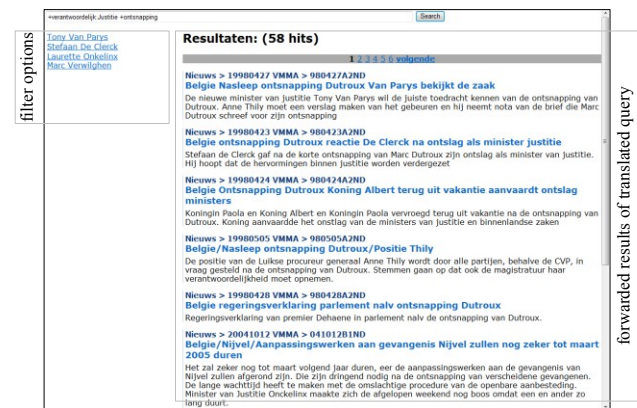 +verantwoordelijk:Justitie +ontsnapping
Search
filter options
Tony Van Parys
Stefaan De Clerck
Laurette Onkelinx
Marc Verwilghen
Resultaten: (58 hits)
1 2 3 4 5 6 volgende
Nieuws > 19980427 VMMA > 980427A2ND
Belgie Nasleep ontsnapping Dutroux Van Parys bekijkt de zaak
De nieuwe minister van justitie Tony Van Parys wil de juiste toedracht kennen van de ontsnapping van
Dutroux. Anne Thily moet een verslag maken van het gebeuren en hij neemt nota van de brief die Marc
Dutroux schreef voor zijn ontsnapping
Nieuws > 19980423 VMMA > 980423A2ND
Belgie ontsnapping Dutroux reactie De Clerck na ontslag als minister justitie
Stefaan de Clerck gaf na de korte ontsnapping van Marc Dutroux zijn ontslag als minister van justitie.
Hij hoopt dat de hervormingen binnen justitie worden verdergezet
Nieuws > 19980424 VMMA > 980424A2ND
Belgie Ontsnapping Dutroux Koning Albert terug uit vakantie aanvaardt ontslag
ministers
Koningin Paola en Koning Albert en Koningin Paola vervroegd terug uit vakantie na de ontsnapping van
Dutroux. Koning aanvaardde het onstlag van de ministers van justitie en binnenlandse zaken
Nieuws > 19980505 VMMA > 980505A2ND
Belgie/Nasleep ontsnapping Dutroux/Positie Thily
De positie van de Luikse procureur generaal Anne Thily wordt door alle partijen, behalve de CVP, in
vraag gesteld na de ontsnapping van Dutroux. Stemmen gaan op dat ook de magistratuur haar
verantwoordelijkheid moet opnemen.
Nieuws > 19980428 VMMA > 980428A2ND
Belgie regeringsverklaring parlement nalv ontsnapping Dutroux
Regeringsverklaring van premier Dehaene in parlement nalv de ontsnapping van Dutroux.
Nieuws > 20041012 VMMA > 041012B1ND
Belgie/Nijvel/Aanpassingswerken aan gevangenis Nijvel zullen nog zeker tot maart
2005 duren
Het zal zeker nog tot maart volgend jaar duren, eer de aanpassingswerken aan de gevangenis van
Nijvel zullen afgerond zijn. Die zijn dringend nodig na de ontsnapping van verscheidene gevangenen.
De lange wachttijd heeft te maken met de omslachtige procedure van de openbare aanbesteding.
Minister van Justitie Onckelinx maakte zich de afgelopen weekend nog boos omdat een en ander zo
lang duurt.
forwarded results of translated query